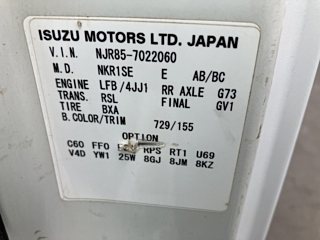 ISUZU MOTORS LTD. JAPAN
V.I.N. NJR85-7022060
M.D. NKR1SE E AB/BC
ENGINE LFB/4JJ1 RR AXLE G73
TRANS. RSL FINAL GV1
TIRE BXA
B.COLOR/TRIM 729/155
OPTION
C60 FF0 RPS RT1 U69
V4D YW1 25W 8GJ 8JM 8KZ